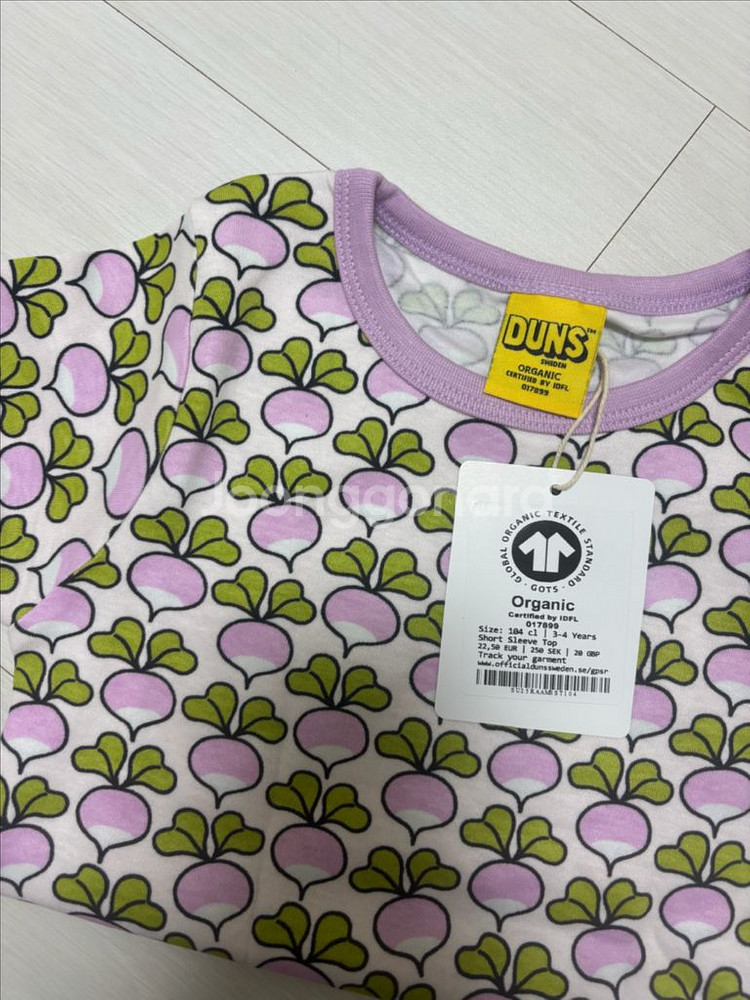 DUNS™
SWEDEN
ORGANIC
CERTIFIED BY IDFL
017899
Joonggonara
GLOBAL ORGANIC TEXTILE STANDARD
· GOTS ·
Organic
Certified by IDFL
017899
Size: 104 cl | 3-4 Years
Short Sleeve Top
22,50 EUR | 250 SEK | 20 GBP
Track your garment
www.officialdunssweden.se/gpsr